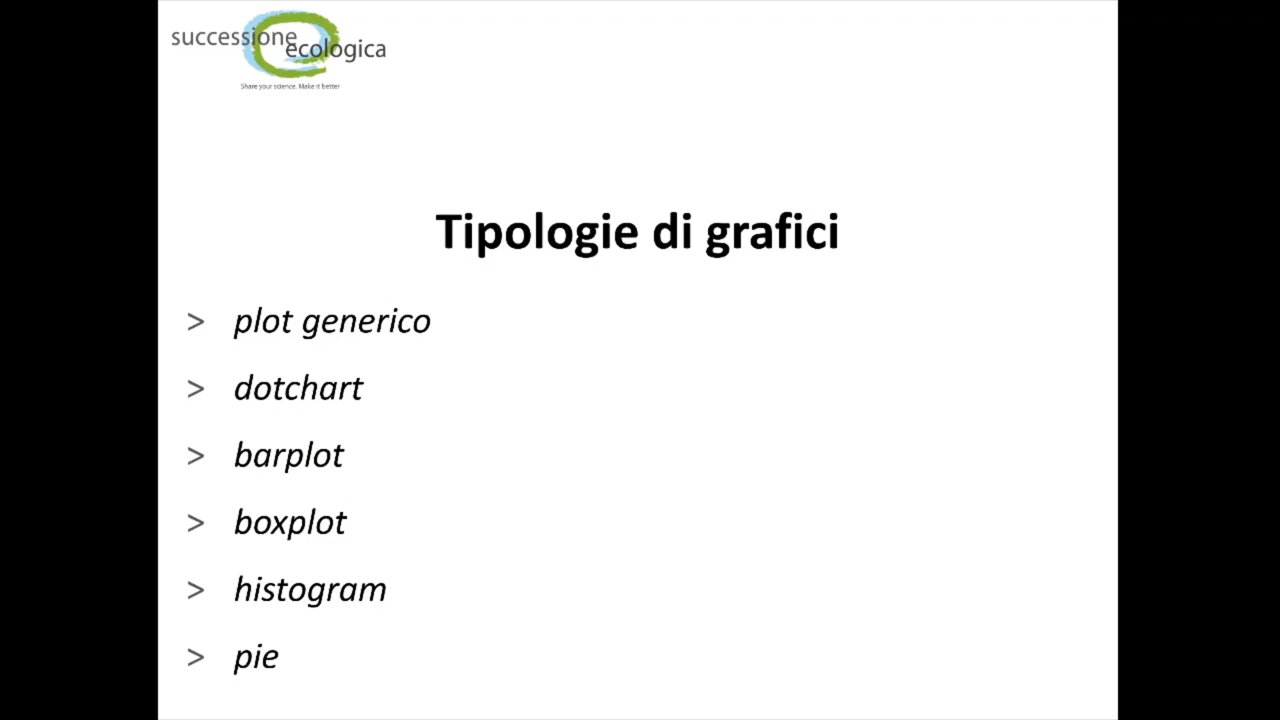 successione
ecologica
Share your science. Make it better
Tipologie di grafici
> plot generico
> dotchart
> barplot
> boxplot
> histogram
> pie